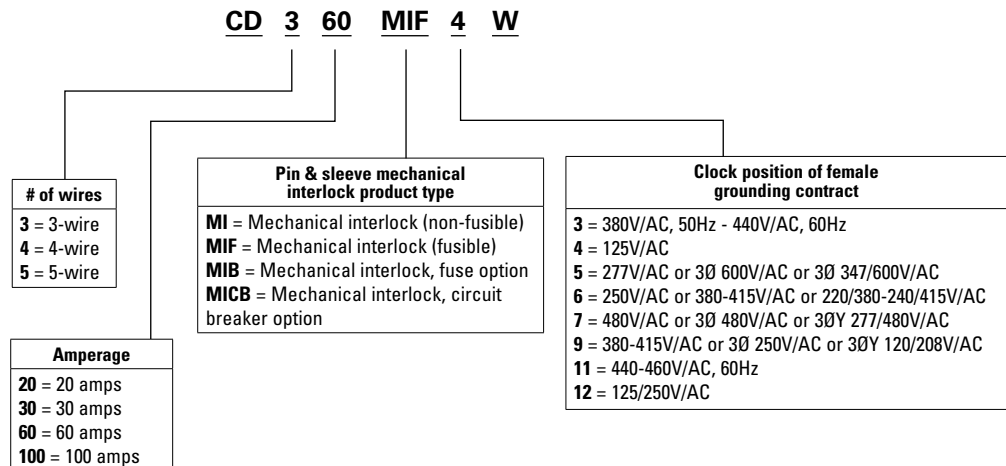 CD 3 60 MIF 4 W
# of wires
3 = 3-wire
4 = 4-wire
5 = 5-wire
Amperage
20 = 20 amps
30 = 30 amps
60 = 60 amps
100 = 100 amps
Pin & sleeve mechanical
interlock product type
MI = Mechanical interlock (non-fusible)
MIF = Mechanical interlock (fusible)
MIB = Mechanical interlock, fuse option
MICB = Mechanical interlock, circuit
breaker option
Clock position of female
grounding contract
3 = 380V/AC, 50Hz - 440V/AC, 60Hz
4 = 125V/AC
5 = 277V/AC or 3Ø 600V/AC or 3Ø 347/600V/AC
6 = 250V/AC or 380-415V/AC or 220/380-240/415V/AC
7 = 480V/AC or 3Ø 480V/AC or 3ØY 277/480V/AC
9 = 380-415V/AC or 3Ø 250V/AC or 3ØY 120/208V/AC
11 = 440-460V/AC, 60Hz
12 = 125/250V/AC